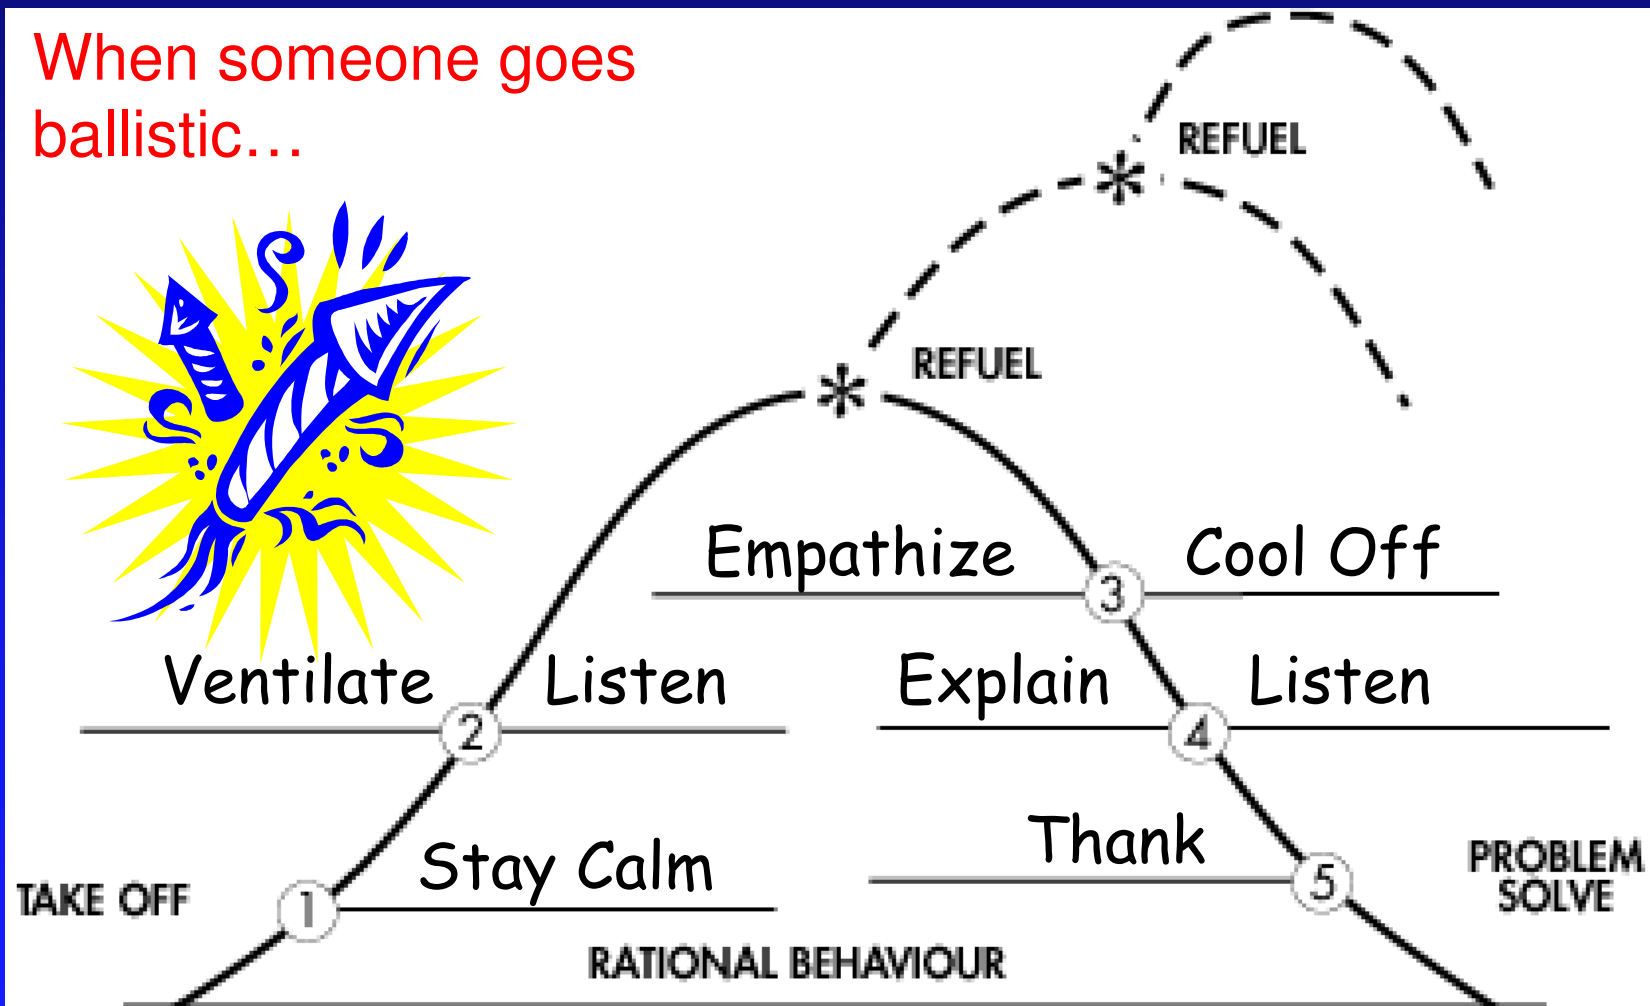 When someone goes
ballistic…
REFUEL
*
REFUEL
*
Empathize
3
Cool Off
Ventilate
2
Listen
Explain
4
Listen
Stay Calm
Thank
5
PROBLEM
SOLVE
TAKE OFF
1
RATIONAL BEHAVIOUR